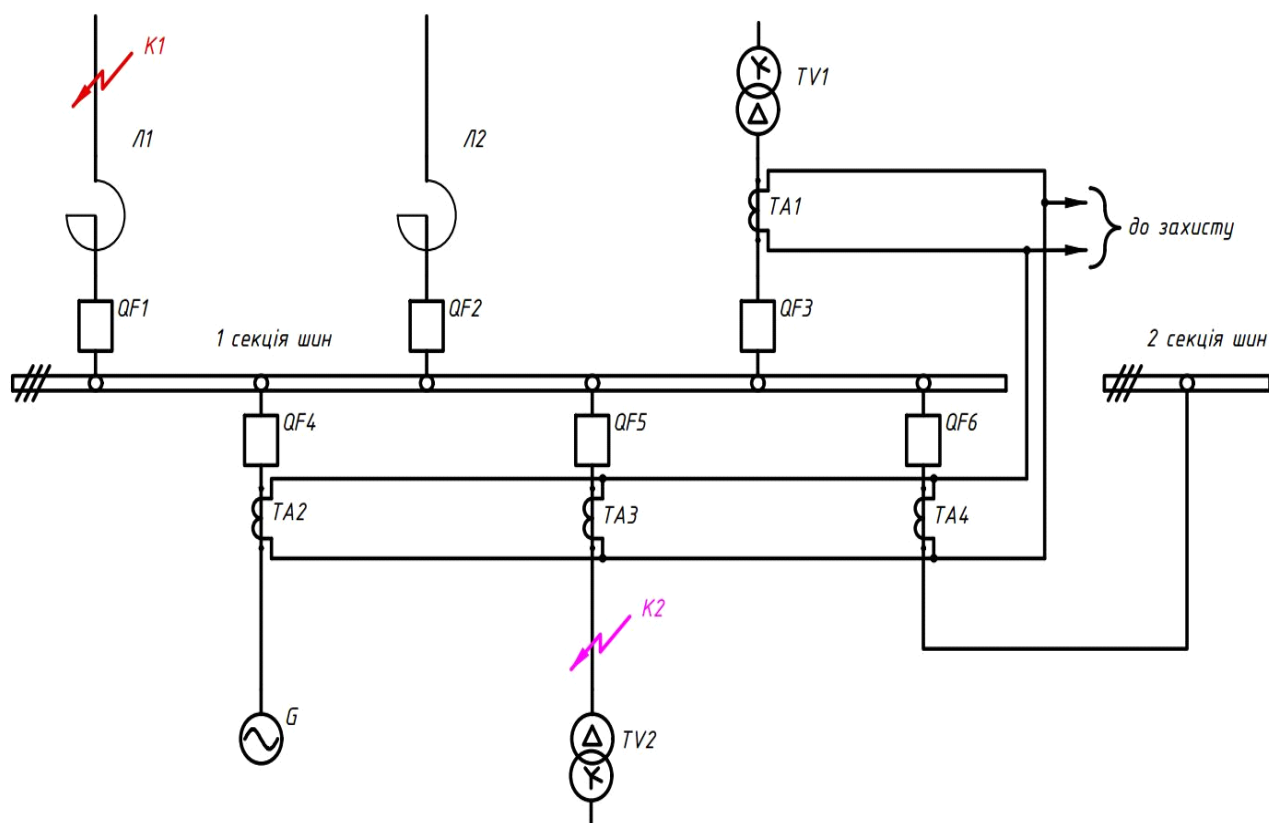 K1
TV1
Л1
Л2
TA1
до захисту
QF1
QF2
QF3
1 секція шин
2 секція шин
QF4
QF5
QF6
TA2
TA3
TA4
K2
G
TV2